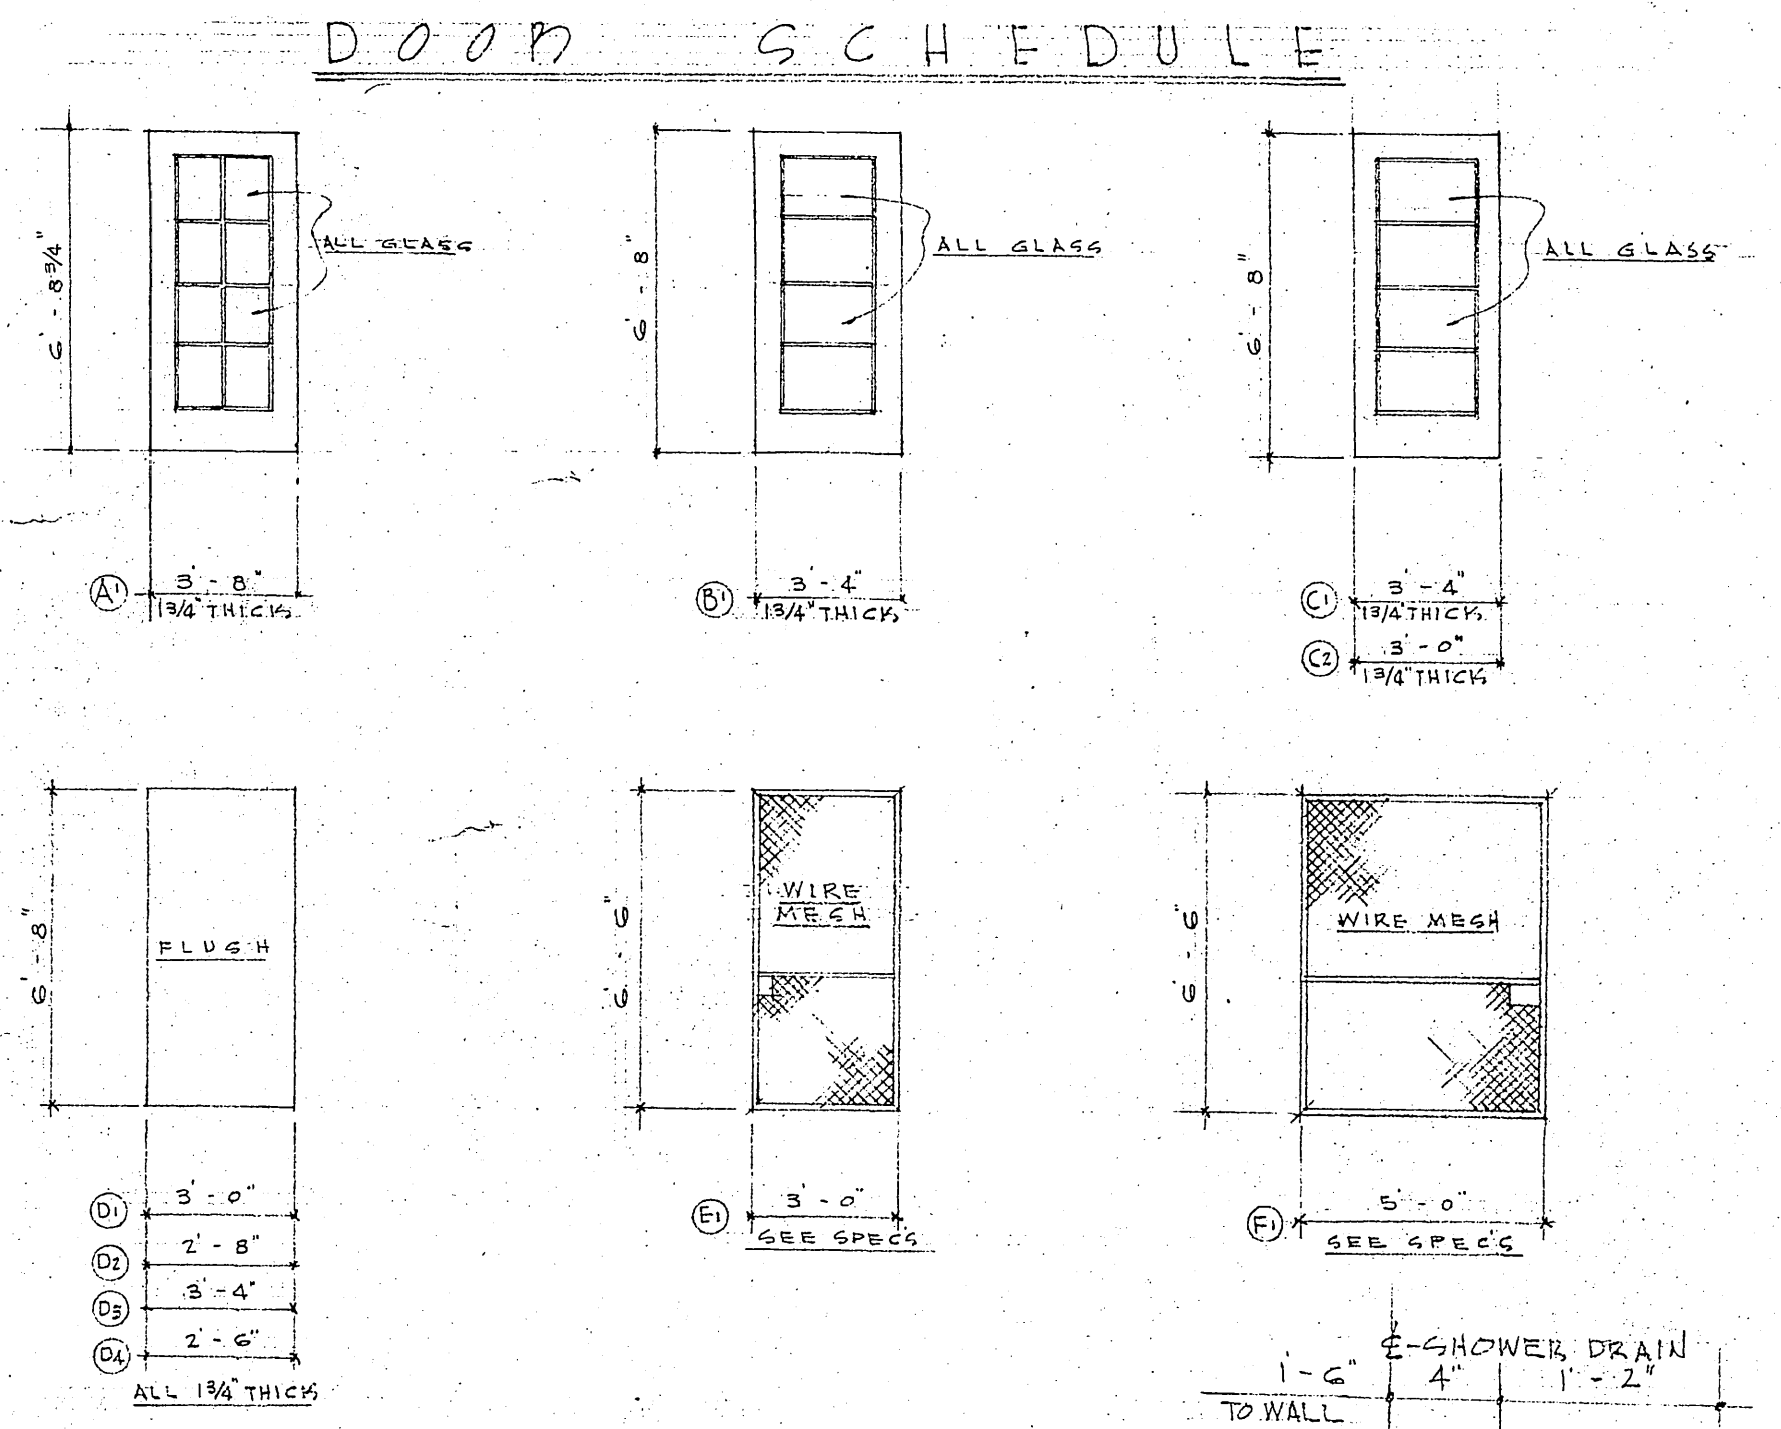 DOOR SCHEDULE
6'-8 3/4"
ALL GLASS
6'-8"
ALL GLASS
6'-8"
ALL GLASS
A1
3'-8"
1 3/4" THICK
B1
3'-4"
1 3/4" THICK
C1
3'-4"
1 3/4" THICK
C2
3'-0"
1 3/4" THICK
6'-8"
FLUSH
6'-6"
WIRE
MESH
6'-6"
WIRE MESH
D1
3'-0"
D2
2'-8"
D3
3'-4"
D4
2'-6"
ALL 1 3/4" THICK
E1
3'-0"
SEE SPEC'S
F1
5'-0"
SEE SPEC'S
℄-SHOWER DRAIN
1'-6" 4" 1'-2"
TO WALL